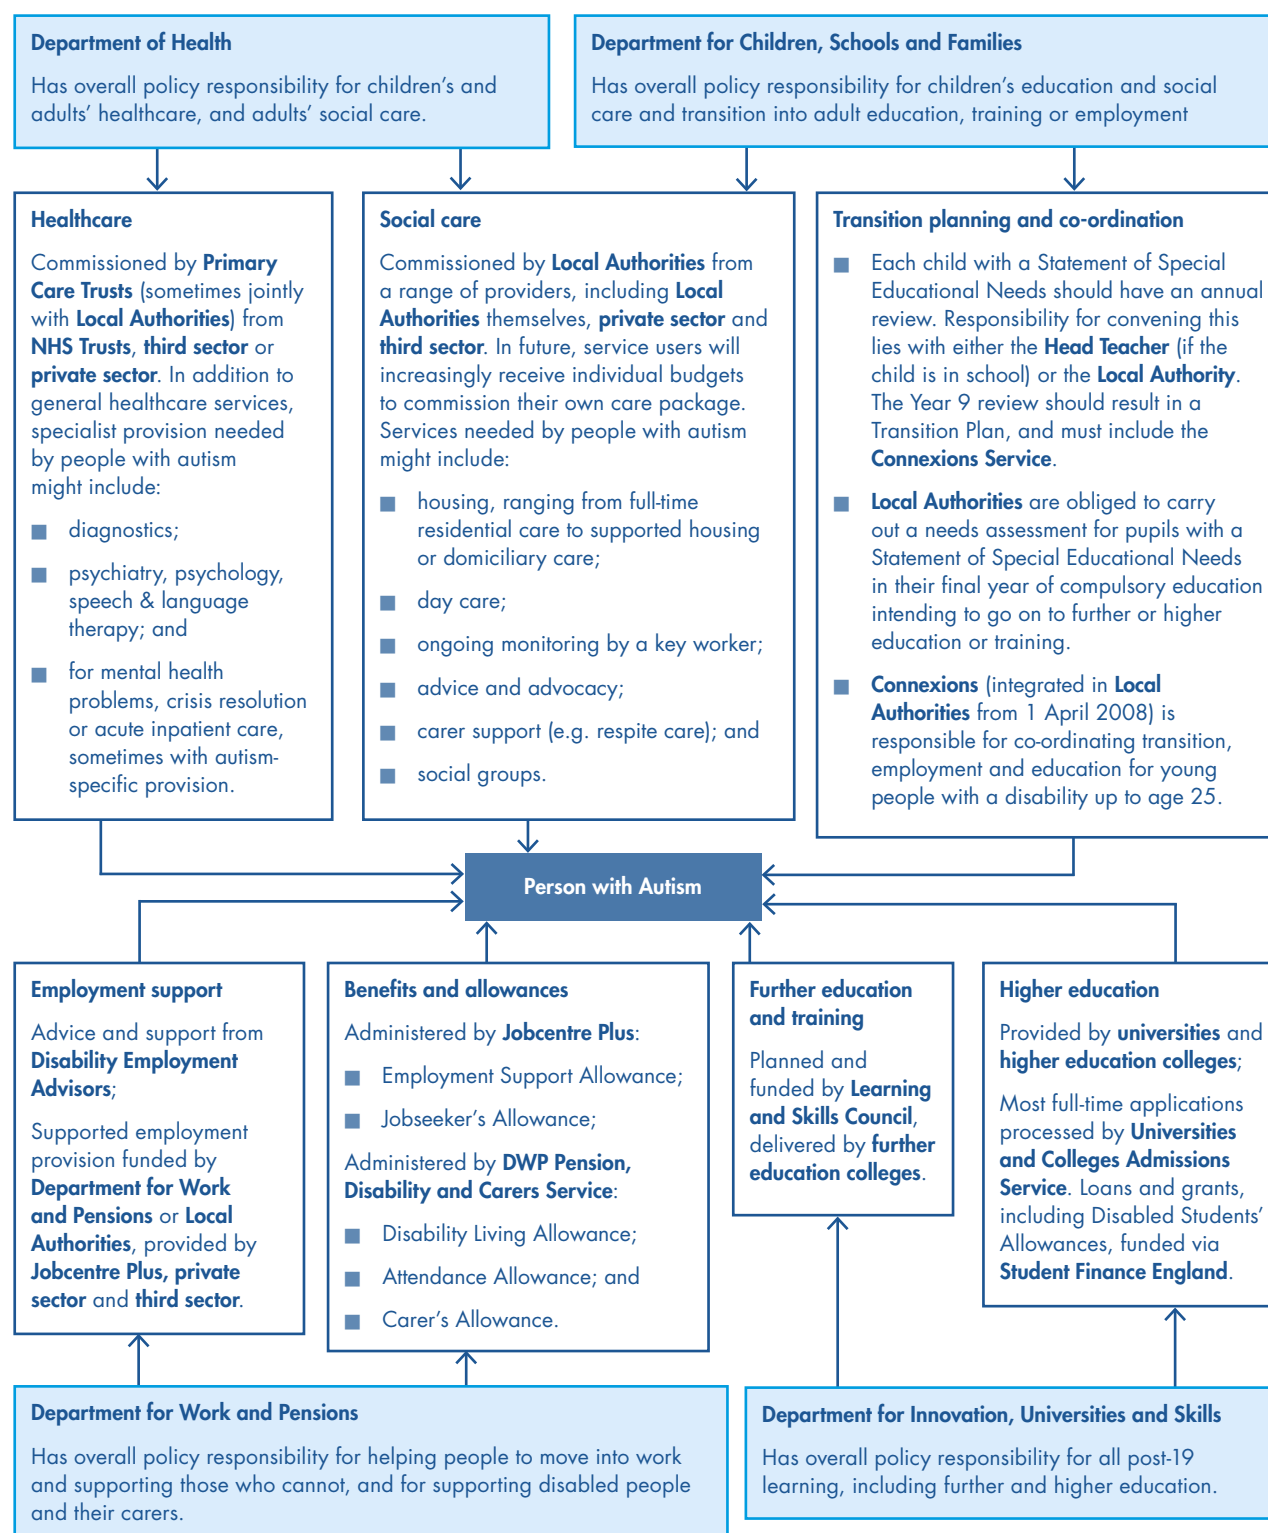 Department of Health
Has overall policy responsibility for children's and
adults' healthcare, and adults' social care.
Department for Children, Schools and Families
Has overall policy responsibility for children's education and social
care and transition into adult education, training or employment
Healthcare
Commissioned by Primary
Care Trusts (sometimes jointly
with Local Authorities) from
NHS Trusts, third sector or
private sector. In addition to
general healthcare services,
specialist provision needed
by people with autism
might include:
diagnostics;
psychiatry, psychology,
speech & language
therapy; and
for mental health
problems, crisis resolution
or acute inpatient care,
sometimes with autism-
specific provision.
Social care
Commissioned by Local Authorities from
a range of providers, including Local
Authorities themselves, private sector and
third sector. In future, service users will
increasingly receive individual budgets
to commission their own care package.
Services needed by people with autism
might include:
housing, ranging from full-time
residential care to supported housing
or domiciliary care;
day care;
ongoing monitoring by a key worker;
advice and advocacy;
carer support (e.g. respite care); and
social groups.
Transition planning and co-ordination
Each child with a Statement of Special
Educational Needs should have an annual
review. Responsibility for convening this
lies with either the Head Teacher (if the
child is in school) or the Local Authority.
The Year 9 review should result in a
Transition Plan, and must include the
Connexions Service.
Local Authorities are obliged to carry
out a needs assessment for pupils with a
Statement of Special Educational Needs
in their final year of compulsory education
intending to go on to further or higher
education or training.
Connexions (integrated in Local
Authorities from 1 April 2008) is
responsible for co-ordinating transition,
employment and education for young
people with a disability up to age 25.
Person with Autism
Employment support
Advice and support from
Disability Employment
Advisors;
Supported employment
provision funded by
Department for Work
and Pensions or Local
Authorities, provided by
Jobcentre Plus, private
sector and third sector.
Benefits and allowances
Administered by Jobcentre Plus:
Employment Support Allowance;
Jobseeker's Allowance;
Administered by DWP Pension,
Disability and Carers Service:
Disability Living Allowance;
Attendance Allowance; and
Carer's Allowance.
Further education
and training
Planned and
funded by Learning
and Skills Council,
delivered by further
education colleges.
Higher education
Provided by universities and
higher education colleges;
Most full-time applications
processed by Universities
and Colleges Admissions
Service. Loans and grants,
including Disabled Students'
Allowances, funded via
Student Finance England.
Department for Work and Pensions
Has overall policy responsibility for helping people to move into work
and supporting those who cannot, and for supporting disabled people
and their carers.
Department for Innovation, Universities and Skills
Has overall policy responsibility for all post-19
learning, including further and higher education.